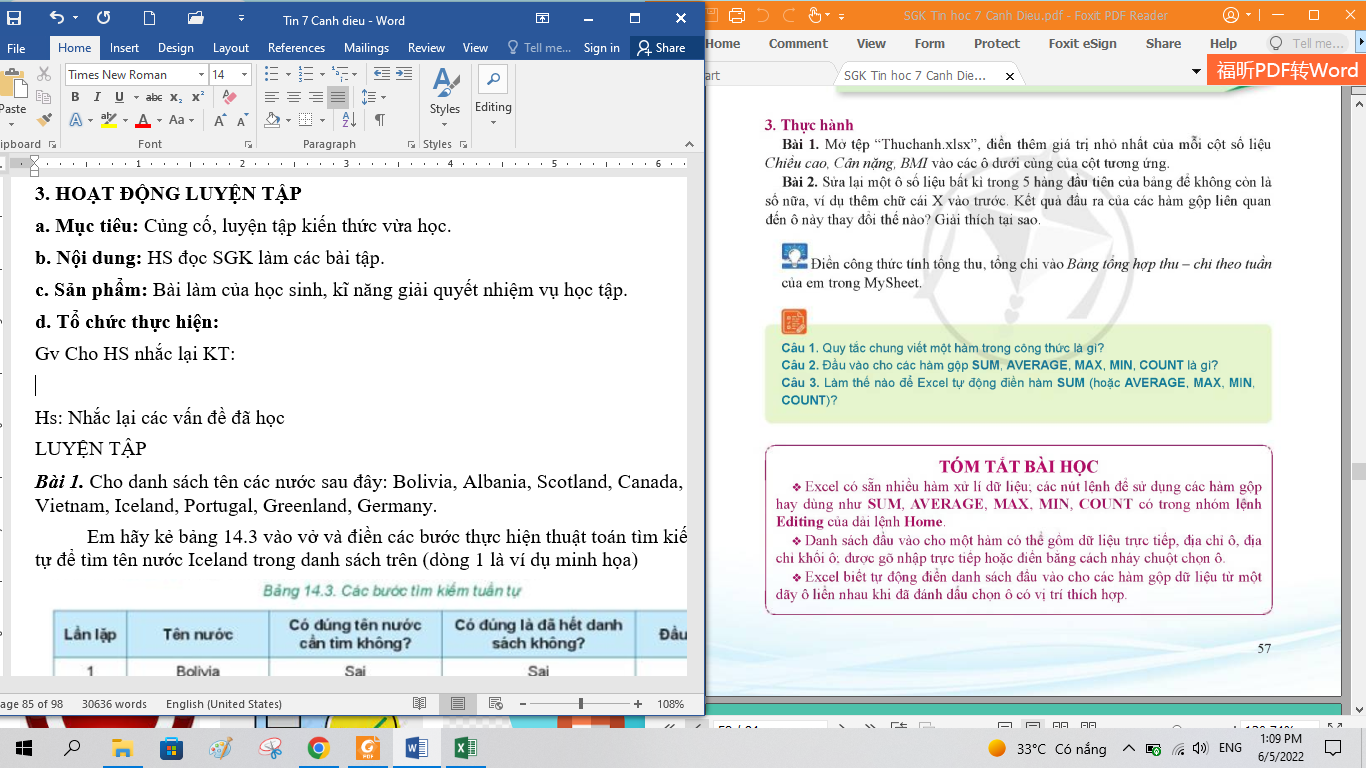 Tin 7 Canh dieu - Word
File Home Insert Design Layout References Mailings Review View Tell me... Sign in Share
Times New Roman 14
Paste
B I U abc x₂ x²
Aa
Styles
Editing
Font Paragraph Styles
3. HOẠT ĐỘNG LUYỆN TẬP
a. Mục tiêu: Củng cố, luyện tập kiến thức vừa học.
b. Nội dung: HS đọc SGK làm các bài tập.
c. Sản phẩm: Bài làm của học sinh, kĩ năng giải quyết nhiệm vụ học tập.
d. Tổ chức thực hiện:
Gv Cho HS nhắc lại KT:
Hs: Nhắc lại các vấn đề đã học
LUYỆN TẬP
Bài 1. Cho danh sách tên các nước sau đây: Bolivia, Albania, Scotland, Canada,
Vietnam, Iceland, Portugal, Greenland, Germany.
Em hãy kẻ bảng 14.3 vào vở và điền các bước thực hiện thuật toán tìm kiế
tự để tìm tên nước Iceland trong danh sách trên (dòng 1 là ví dụ minh họa)
Bảng 14.3. Các bước tìm kiếm tuần tự
Lần lặp Tên nước Có đúng tên nước cần tìm không? Có đúng là đã hết danh sách không? Đầu
1 Bolivia Sai Sai
age 85 of 98 30636 words English (United States) 108%
SGK Tin hoc 7 Canh Dieu.pdf - Foxit PDF Reader
Home Comment View Form Protect Foxit eSign Share Help Tell me...
art SGK Tin hoc 7 Canh Die...
福昕PDF转Word
3. Thực hành
Bài 1. Mở tệp “Thuchanh.xlsx”, điền thêm giá trị nhỏ nhất của mỗi cột số liệu
Chiều cao, Cân nặng, BMI vào các ô dưới cùng của cột tương ứng.
Bài 2. Sửa lại một ô số liệu bất kì trong 5 hàng đầu tiên của bảng để không còn là
số nữa, ví dụ thêm chữ cái X vào trước. Kết quả đầu ra của các hàm gộp liên quan
đến ô này thay đổi thế nào? Giải thích tại sao.
Điền công thức tính tổng thu, tổng chi vào Bảng tổng hợp thu – chi theo tuần
của em trong MySheet.
Câu 1. Quy tắc chung viết một hàm trong công thức là gì?
Câu 2. Đầu vào cho các hàm gộp SUM, AVERAGE, MAX, MIN, COUNT là gì?
Câu 3. Làm thế nào để Excel tự động điền hàm SUM (hoặc AVERAGE, MAX, MIN,
COUNT)?
TÓM TẮT BÀI HỌC
❖ Excel có sẵn nhiều hàm xử lí dữ liệu; các nút lệnh để sử dụng các hàm gộp
hay dùng như SUM, AVERAGE, MAX, MIN, COUNT có trong nhóm lệnh
Editing của dải lệnh Home.
❖ Danh sách đầu vào cho một hàm có thể gồm dữ liệu trực tiếp, địa chỉ ô, địa
chỉ khối ô; được gõ nhập trực tiếp hoặc điền bằng cách nháy chuột chọn ô.
❖ Excel biết tự động điền danh sách đầu vào cho các hàm gộp dữ liệu từ một
dãy ô liền nhau khi đã đánh dấu chọn ô có vị trí thích hợp.
57
33°C Có nắng ENG 1:09 PM
6/5/2022